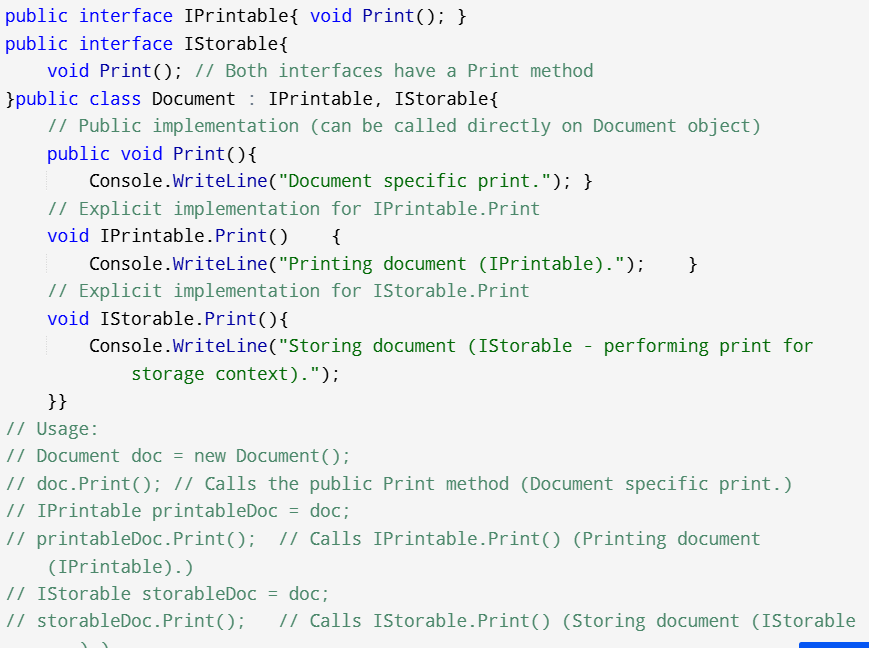 public interface IPrintable{ void Print(); }
public interface IStorable{
    void Print(); // Both interfaces have a Print method
}public class Document : IPrintable, IStorable{
    // Public implementation (can be called directly on Document object)
    public void Print(){
        Console.WriteLine("Document specific print."); }
    // Explicit implementation for IPrintable.Print
    void IPrintable.Print()    {
        Console.WriteLine("Printing document (IPrintable).");    }
    // Explicit implementation for IStorable.Print
    void IStorable.Print(){
        Console.WriteLine("Storing document (IStorable - performing print for
            storage context).");
    }}
// Usage:
// Document doc = new Document();
// doc.Print(); // Calls the public Print method (Document specific print.)
// IPrintable printableDoc = doc;
// printableDoc.Print();  // Calls IPrintable.Print() (Printing document
    (IPrintable).)
// IStorable storableDoc = doc;
// storableDoc.Print();   // Calls IStorable.Print() (Storing document (IStorable